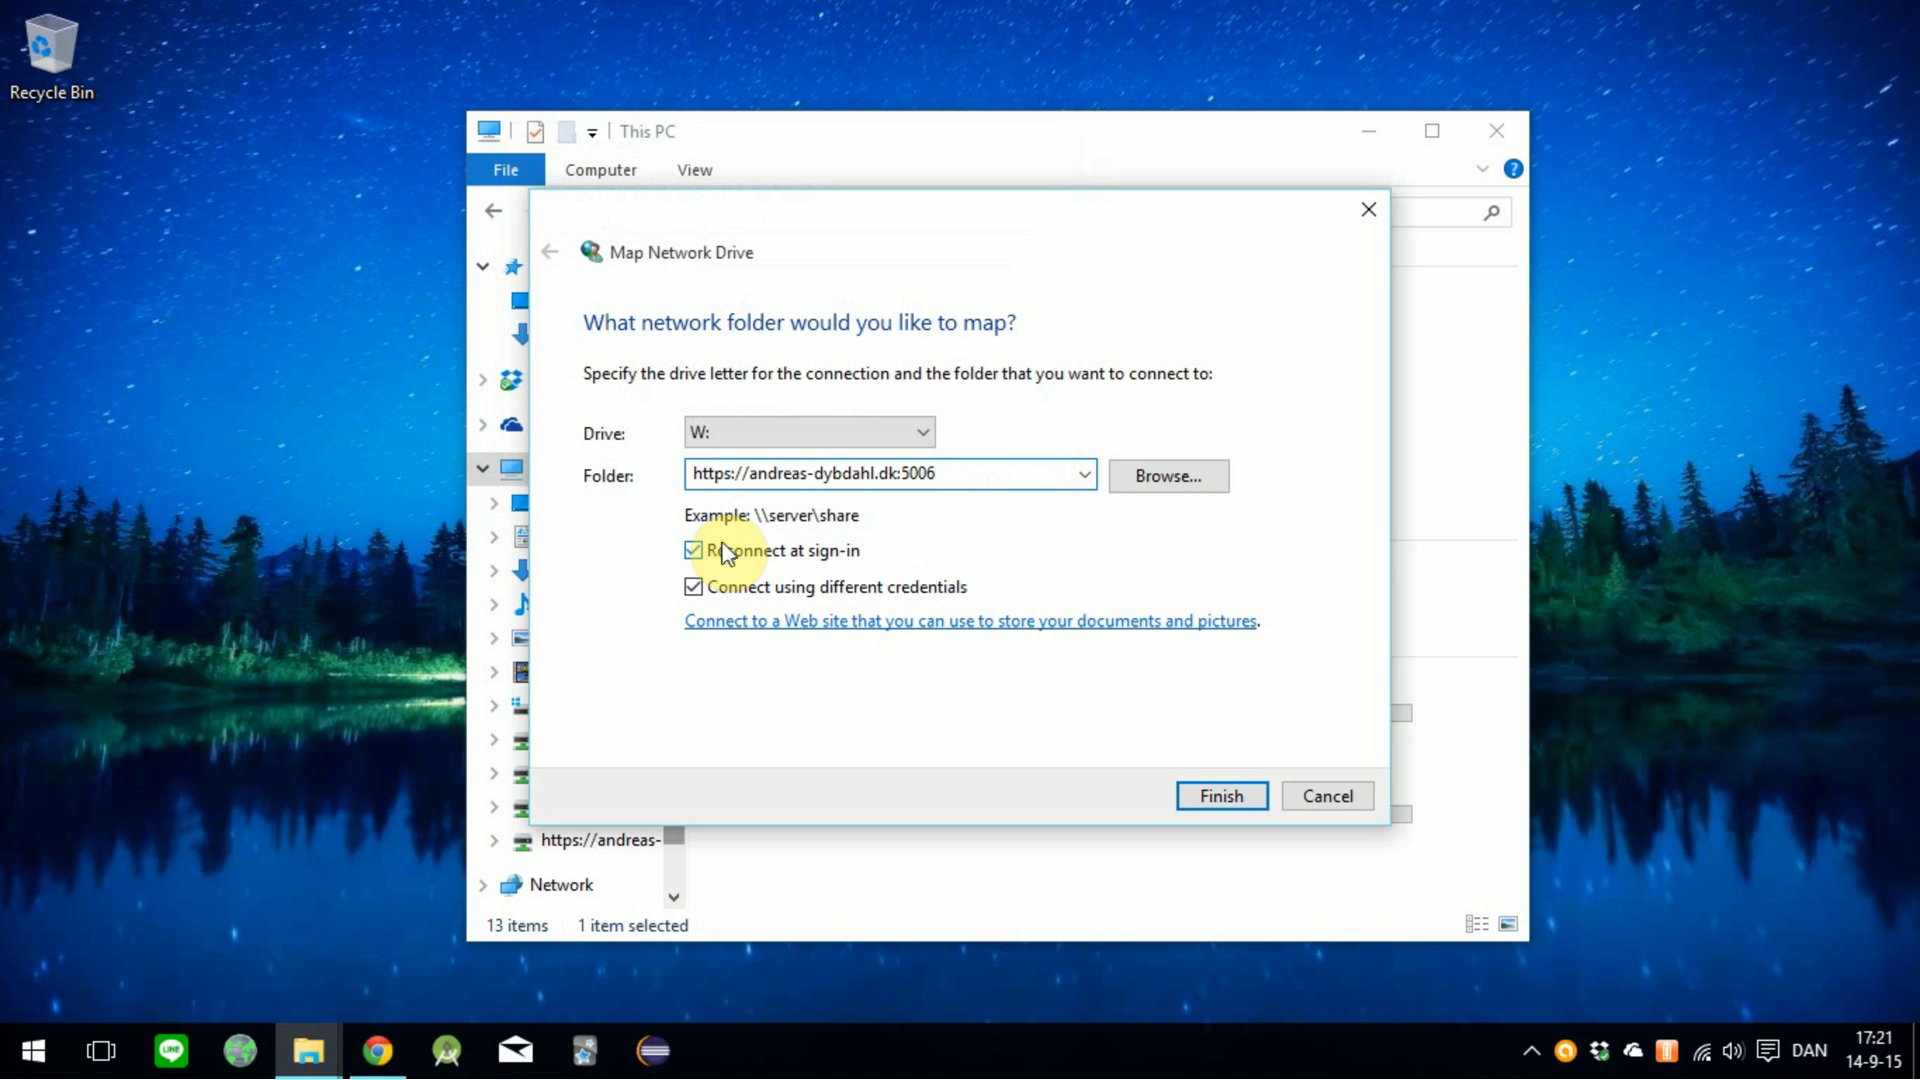 Recycle Bin
This PC
File
Computer
View
Map Network Drive
What network folder would you like to map?
Specify the drive letter for the connection and the folder that you want to connect to:
Drive:
W:
Folder:
https://andreas-dybdahl.dk:5006
Browse...
Example: \\server\share
Reconnect at sign-in
Connect using different credentials
Connect to a Web site that you can use to store your documents and pictures.
Finish
Cancel
https://andreas-
Network
13 items
1 item selected
LINE
DAN
17:21
14-9-15